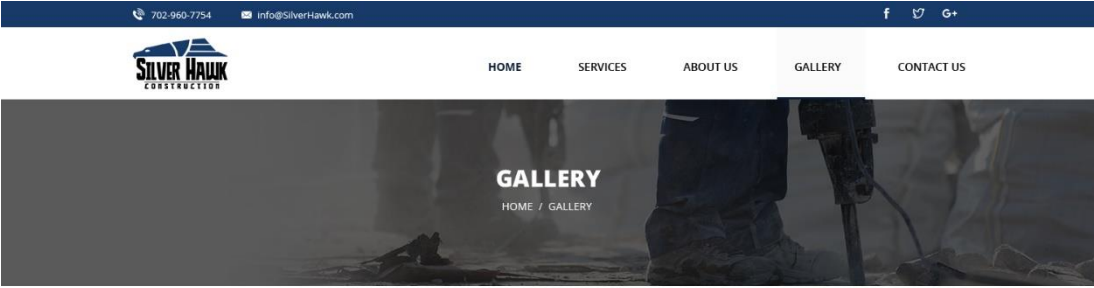 702-960-7754 info@SilverHawk.com f G+
SILVER HAWK
CONSTRUCTION
HOME SERVICES ABOUT US GALLERY CONTACT US
GALLERY
HOME / GALLERY